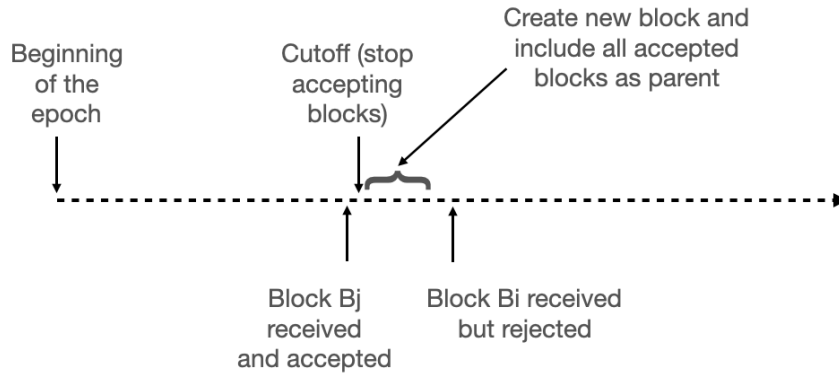 Beginning
of the
epoch
Cutoff (stop
accepting
blocks)
Create new block and
include all accepted
blocks as parent
Block Bj
received
and accepted
Block Bi received
but rejected